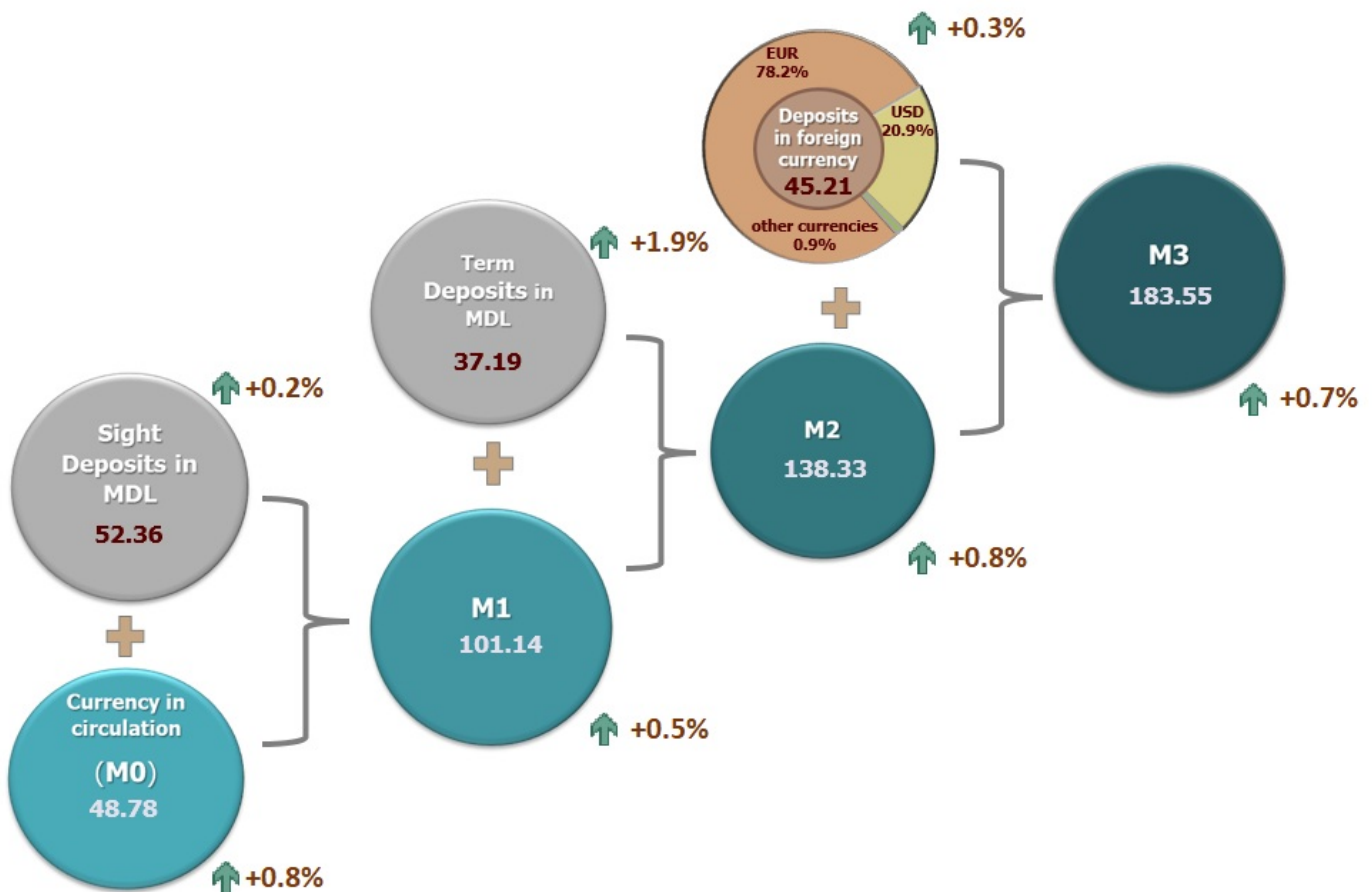 +0.3%
EUR
78.2%
USD
20.9%
Deposits
in foreign
currency
45.21
other currencies
0.9%
+1.9%
Term
Deposits in
MDL
37.19
M3
183.55
+0.7%
+0.2%
Sight
Deposits in
MDL
52.36
M2
138.33
+0.8%
M1
101.14
+0.5%
Currency in
circulation
(M0)
48.78
+0.8%